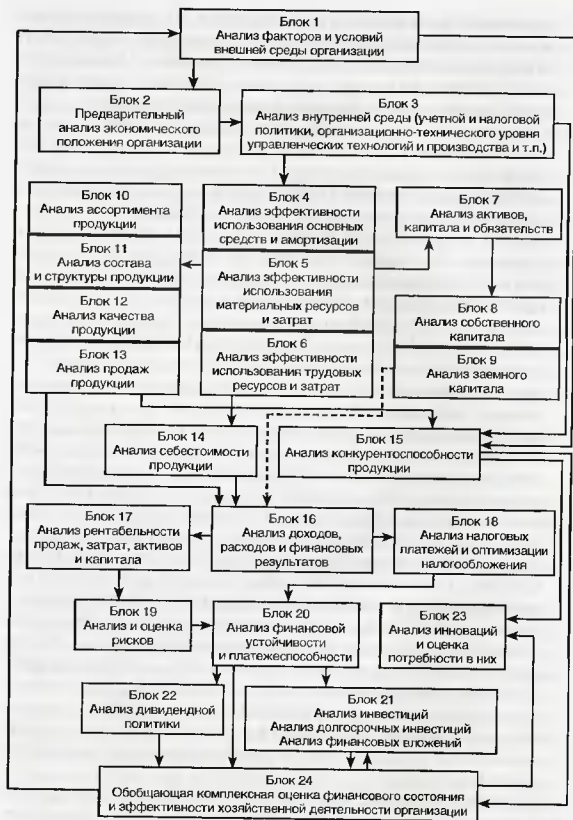 Блок 1
Анализ факторов и условий
внешней среды организации
Блок 2
Предварительный
анализ экономического
положения организации
Блок 3
Анализ внутренней среды (учетной и налоговой
политики, организационно-технического уровня
управленческих технологий и производства и т.п.)
Блок 10
Анализ ассортимента
продукции
Блок 11
Анализ состава
и структуры продукции
Блок 12
Анализ качества
продукции
Блок 13
Анализ продаж
продукции
Блок 4
Анализ эффективности
использования основных
средств и амортизации
Блок 5
Анализ эффективности
использования
материальных ресурсов
и затрат
Блок 6
Анализ эффективности
использования трудовых
ресурсов и затрат
Блок 7
Анализ активов,
капитала и обязательств
Блок 8
Анализ собственного
капитала
Блок 9
Анализ заемного
капитала
Блок 14
Анализ себестоимости
продукции
Блок 15
Анализ конкурентоспособности
продукции
Блок 17
Анализ рентабельности
продаж, затрат, активов
и капитала
Блок 16
Анализ доходов,
расходов и финансовых
результатов
Блок 18
Анализ налоговых
платежей и оптимизации
налогообложения
Блок 19
Анализ и оценка
рисков
Блок 20
Анализ финансовой
устойчивости
и платежеспособности
Блок 23
Анализ инноваций
и оценка
потребности в них
Блок 22
Анализ дивидендной
политики
Блок 21
Анализ инвестиций
Анализ долгосрочных инвестиций
Анализ финансовых вложений
Блок 24
Обобщающая комплексная оценка финансового состояния
и эффективности хозяйственной деятельности организации